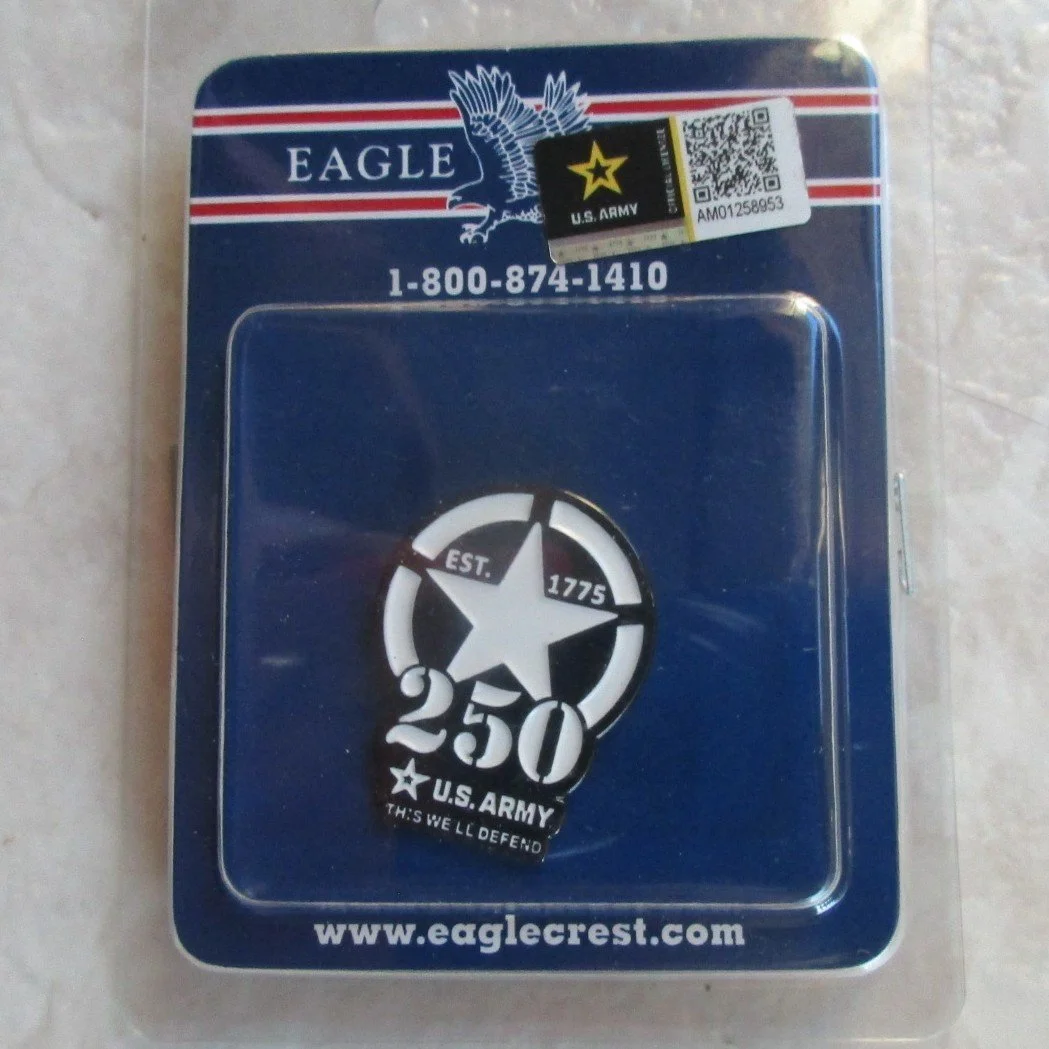 EAGLE
U.S. ARMY
AM01258953
1-800-874-1410
EST.
1775
250
U.S. ARMY
THIS WE'LL DEFEND
www.eaglecrest.com